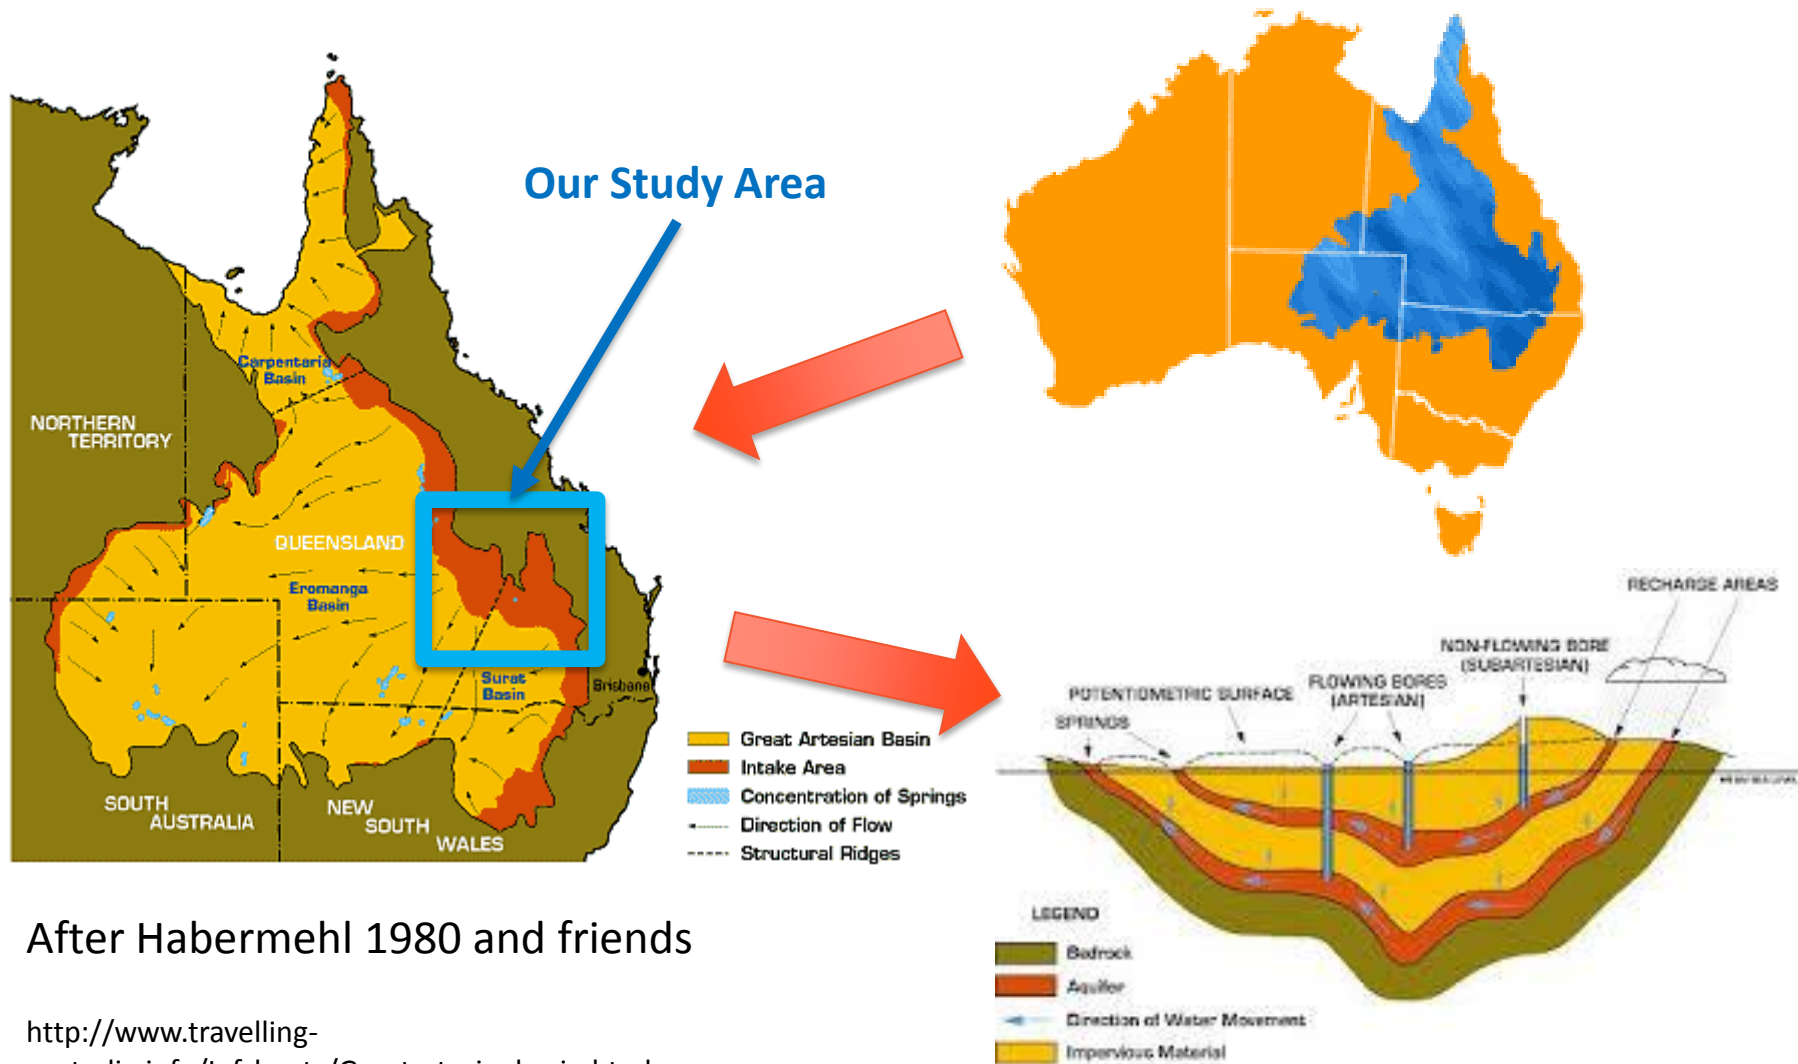 Our Study Area
Carpentaria
Basin
NORTHERN
TERRITORY
QUEENSLAND
Eromanga
Basin
Surat
Basin
Brisbane
SOUTH
AUSTRALIA
NEW
SOUTH
WALES
Great Artesian Basin
Intake Area
Concentration of Springs
Direction of Flow
Structural Ridges
RECHARGE AREAS
NON-FLOWING BORE
(SUBARTESIAN)
FLOWING BORES
(ARTESIAN)
POTENTIOMETRIC SURFACE
SPRINGS
MEAN SEA LEVEL
LEGEND
Bedrock
Aquifer
Direction of Water Movement
Impervious Material
After Habermehl 1980 and friends
http://www.travelling-